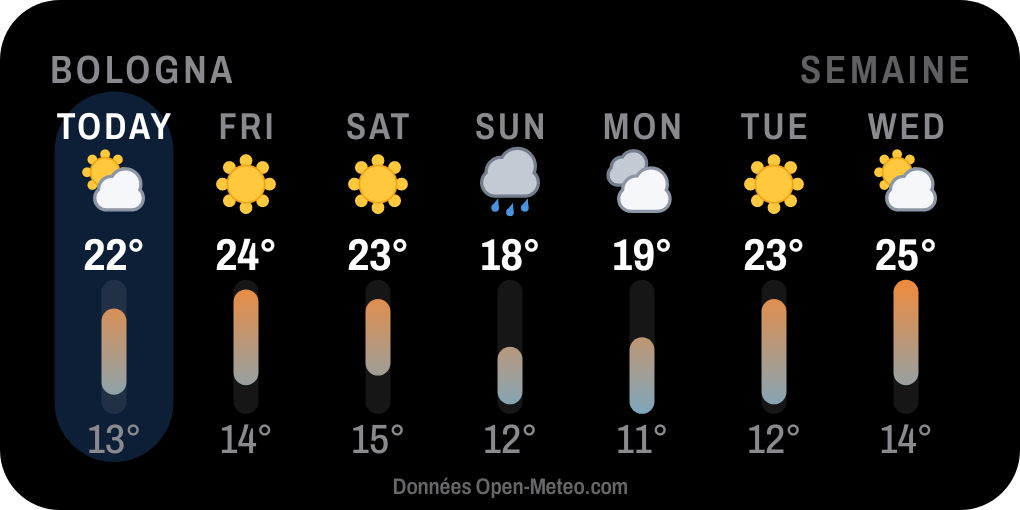 BOLOGNA SEMAINE
TODAY FRI SAT SUN MON TUE WED
22° 24° 23° 18° 19° 23° 25°
13° 14° 15° 12° 11° 12° 14°
Données Open-Meteo.com